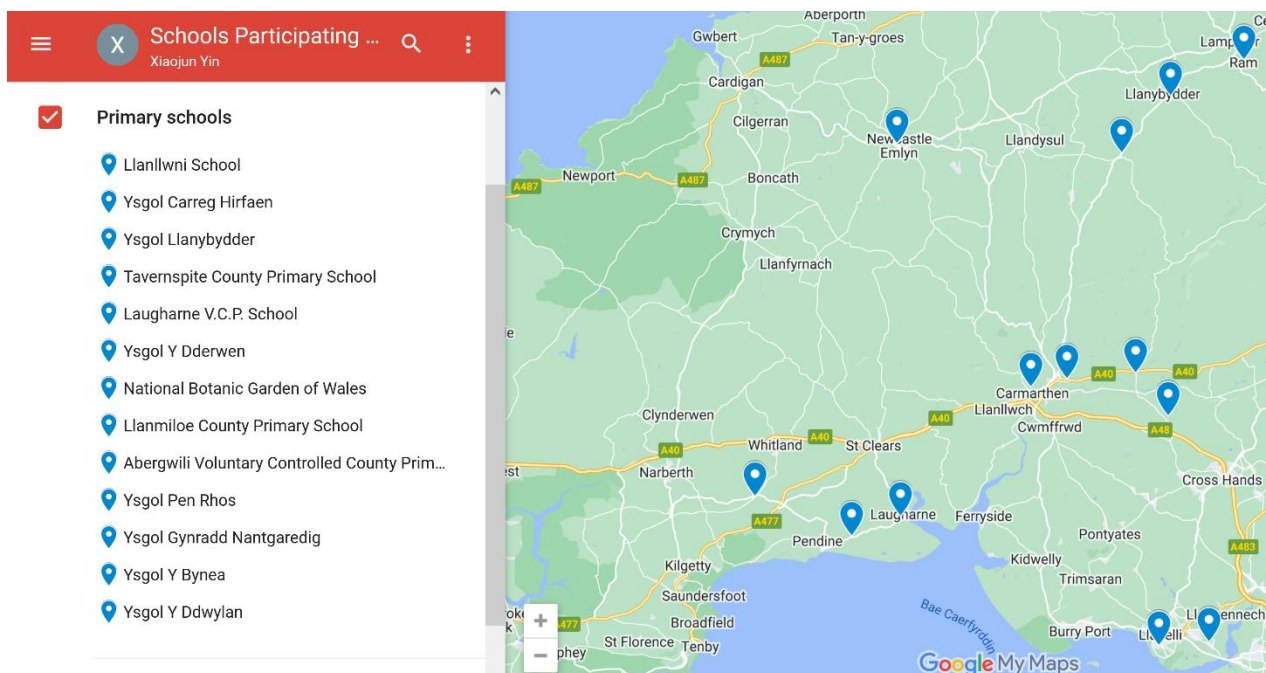 X
Schools Participating ...
Xiaojun Yin
Primary schools
Llanllwni School
Ysgol Carreg Hirfaen
Ysgol Llanybydder
Tavernspite County Primary School
Laugharne V.C.P. School
Ysgol Y Dderwen
National Botanic Garden of Wales
Llanmiloe County Primary School
Abergwili Voluntary Controlled County Prim...
Ysgol Pen Rhos
Ysgol Gynradd Nantgaredig
Ysgol Y Bynea
Ysgol Y Ddwylan
Aberporth
Gwbert
Tan-y-groes
A487
Cardigan
Ram
Llanybydder
Cilgerran
Newcastle
Emlyn
Llandysul
Newport
A487
A487
Boncath
Crymych
Llanfyrnach
A40
A40
Carmarthen
Llanllwch
Clynderwen
A40
Cwmffrwd
A48
A40
Whitland
A40
St Clears
Narberth
Cross Hands
Laugharne
Ferryside
A477
Pendine
Pontyates
A483
Kidwelly
Kilgetty
Trimsaran
Saundersfoot
Bae Caerfyrddin
A477
Broadfield
Burry Port
St Florence
Tenby
+
−
Google My Maps